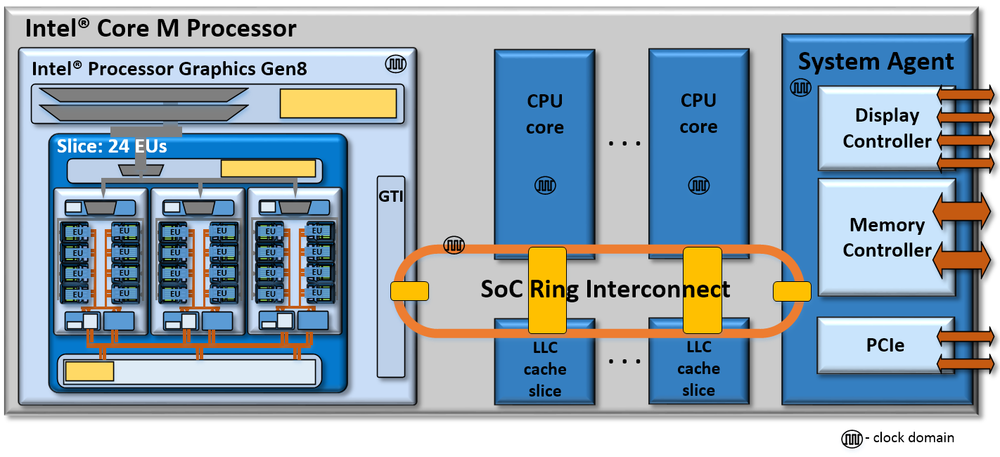 Intel® Core M Processor
Intel® Processor Graphics Gen8
Slice: 24 EUs
EU EU EU EU EU EU
EU EU EU EU EU EU
EU EU EU EU EU EU
EU EU EU EU EU EU
GTI
CPU
core
. . .
CPU
core
SoC Ring Interconnect
LLC
cache
slice
. . .
LLC
cache
slice
System Agent
Display
Controller
Memory
Controller
PCIe
- clock domain